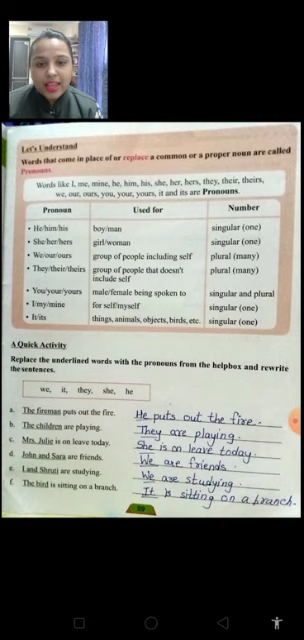 Let's Understand
Words that come in place of or replace a common or a proper noun are called
Pronouns.
Words like I, me, mine, he, him, his, she, her, hers, they, their, theirs,
we, our, ours, you, your, yours, it and its are Pronouns.
Pronoun Used for Number
• He/him/his boy/man singular (one)
• She/her/hers girl/woman singular (one)
• We/our/ours group of people including self plural (many)
• They/their/theirs group of people that doesn't include self plural (many)
• You/your/yours male/female being spoken to singular and plural
• I/my/mine for self/myself singular (one)
• It/its things, animals, objects, birds, etc. singular (one)
A Quick Activity
Replace the underlined words with the pronouns from the helpbox and rewrite
the sentences.
we, it, they, she, he
a. The fireman puts out the fire. He puts out the fire.
b. The children are playing. They are playing.
c. Mrs. Julie is on leave today. She is on leave today.
d. John and Sara are friends. We are friends.
e. I and Shruti are studying. We are studying.
f. The bird is sitting on a branch. It is sitting on a branch.